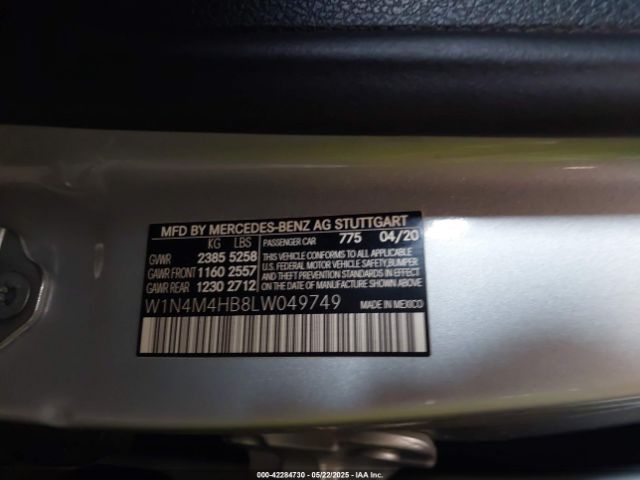 MFD BY MERCEDES-BENZ AG STUTTGART
KG LBS
GVWR 2385 5258
GAWR FRONT 1160 2557
GAWR REAR 1230 2712
PASSENGER CAR 775 04/20
THIS VEHICLE CONFORMS TO ALL APPLICABLE
U.S. FEDERAL MOTOR VEHICLE SAFETY, BUMPER,
AND THEFT PREVENTION STANDARDS IN EFFECT
ON THE DATE OF MANUFACTURE SHOWN ABOVE.
W1N4M4HB8LW049749 MADE IN MEXICO
000-42284730 - 05/22/2025 - © IAA Inc.